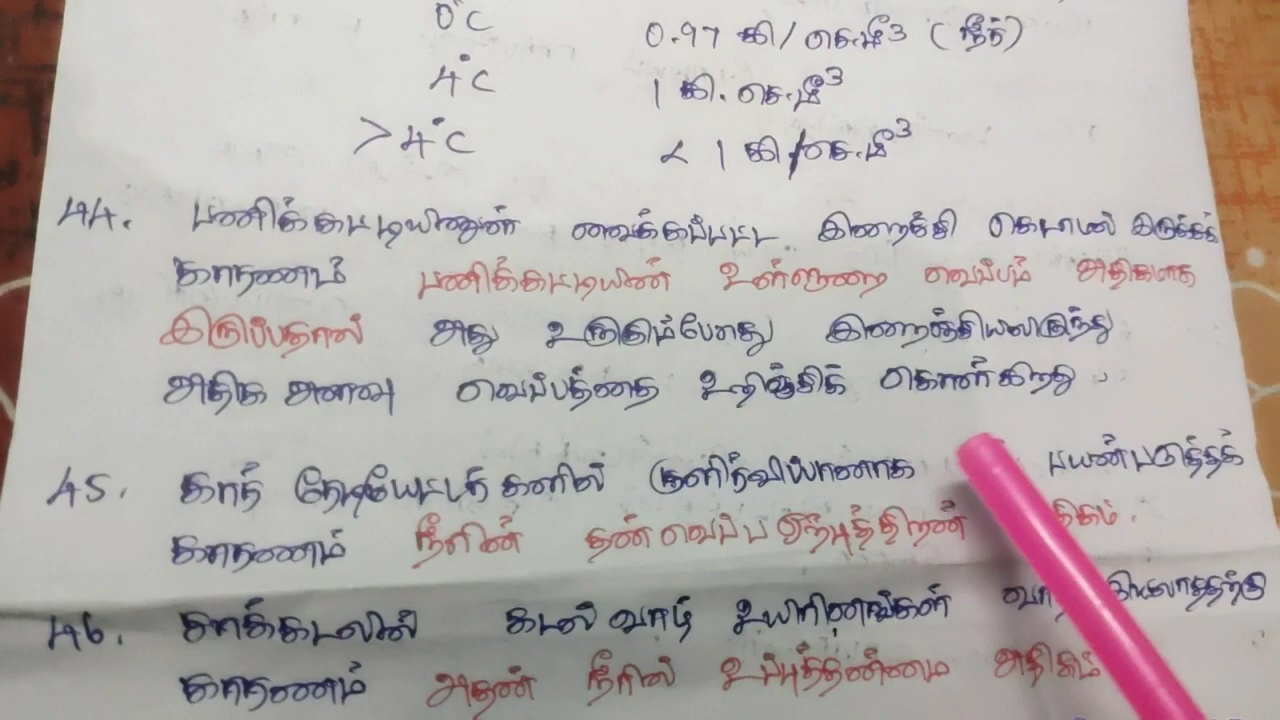 0°C 0.97 கி/செ.மீ3 (நீர்)
4°C 1 கி.செ.மீ3
>4°C < 1 கி/செ.மீ3
44. பனிக்கட்டியினுள் வைக்கப்பட்ட இறைச்சி கெடாமல் இருக்கக்
காரணம் பனிக்கட்டியின் உள்ளுறை வெப்பம் அதிகமாக
இருப்பதால் அது உருகும்போது இறைச்சியிலிருந்து
அதிக அளவு வெப்பத்தை உறிஞ்சிக் கொள்கிறது.
45. கார் ரேடியேட்டர்களில் குளிர்விப்பானாக பயன்படுத்தக்
காரணம் நீரின் தன் வெப்ப ஏற்புத்திறன்
46. சாக்கடலில் கடல் வாழ் உயிரினங்கள் இயலாததற்கு
காரணம் அதன் நீரில் உப்புத்தன்மை அதிகம்